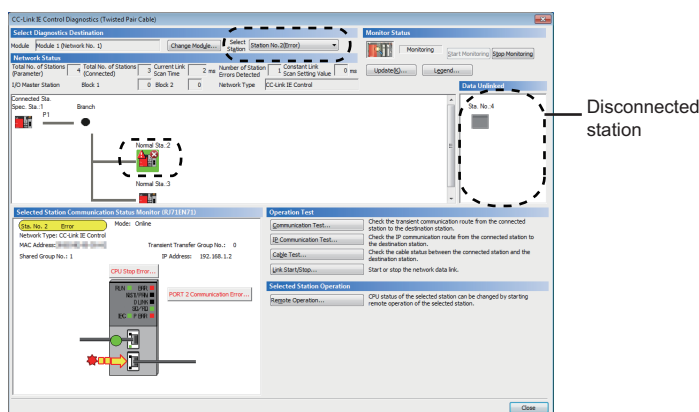 CC-Link IE Control Diagnostics (Twisted Pair Cable)
Select Diagnostics Destination
Module Module 1 (Network No. 1) Change Module... Select Station Station No.2(Error)
Monitor Status
Monitoring Start Monitoring Stop Monitoring
Network Status
Total No. of Stations (Parameter) 4 Total No. of Stations (Connected) 3 Current Link Scan Time 2 ms Number of Station Errors Detected 1 Constant Link Scan Setting Value 0 ms
Update(K)... Legend...
I/O Master Station Block 1 0 Block 2 0 Network Type CC-Link IE Control
Data Unlinked
Connected Sta.
Spec. Sta.:1 Branch
P1
Sta. No.:4
Disconnected
station
Normal Sta.:2
Normal Sta.:3
Selected Station Communication Status Monitor (RJ71EN71)
Sta. No. 2 Error Mode: Online
Network Type: CC-Link IE Control
MAC Address: Transient Transfer Group No.: 0
Shared Group No.: 1 IP Address: 192.168.1.2
CPU Stop Error...
PORT 2 Communication Error...
RUN ERR.
D LINK
P ERR
Operation Test
Communication Test... Check the transient communication route from the connected station to the destination station.
IP Communication Test... Check the IP communication route from the connected station to the destination station.
Cable Test... Check the cable status between the connected station and the destination station.
Link Start/Stop... Start or stop the network data link.
Selected Station Operation
Remote Operation... CPU status of the selected station can be changed by starting remote operation of the selected station.
Close